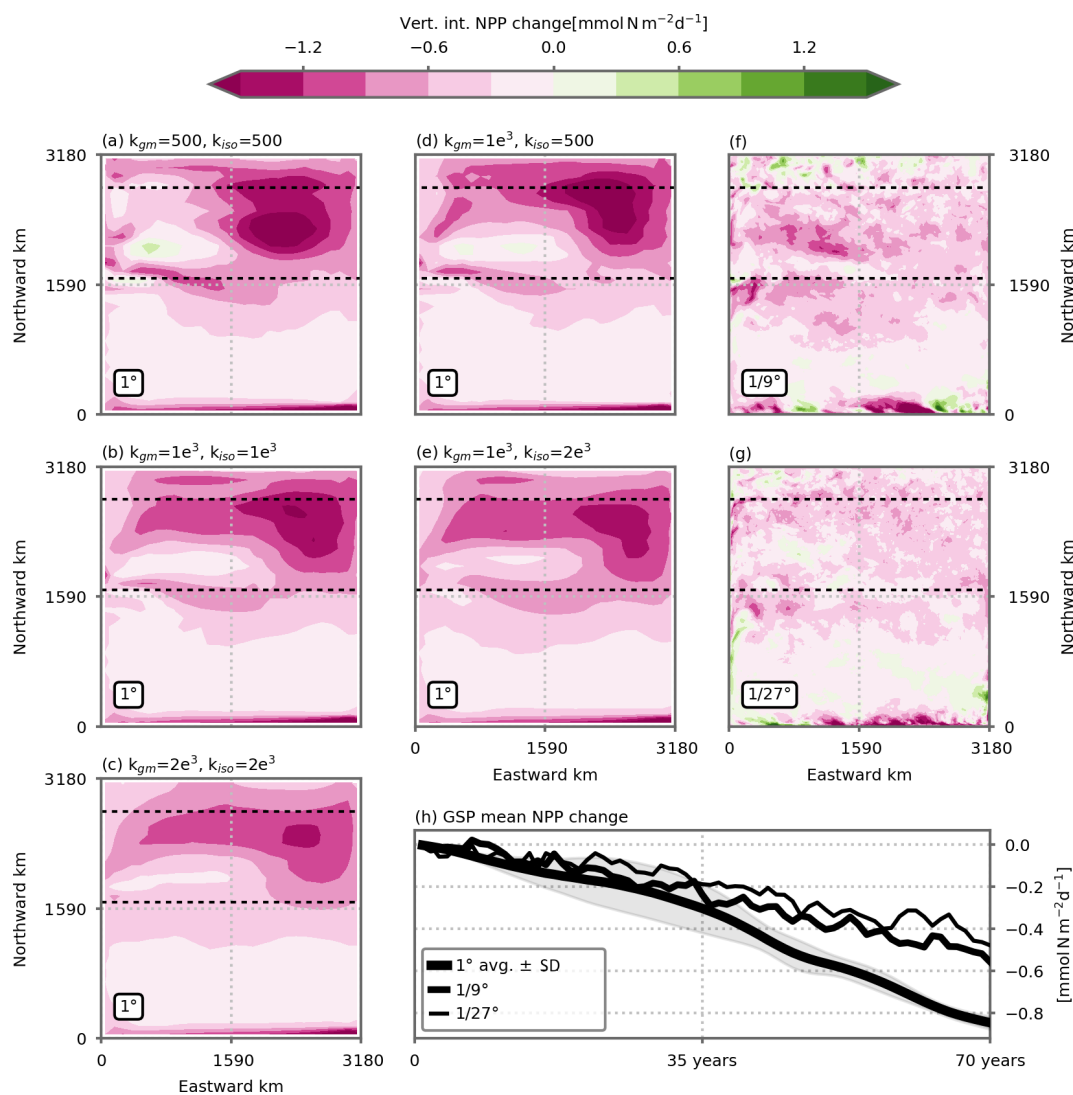 Vert. int. NPP change[mmol N m⁻²d⁻¹]
−1.2 −0.6 0.0 0.6 1.2
(a) k_gm=500, k_iso=500
(d) k_gm=1e³, k_iso=500
(f)
3180
1590
0
Northward km
1°
1°
1/9°
3180
1590
0
Northward km
(b) k_gm=1e³, k_iso=1e³
(e) k_gm=1e³, k_iso=2e³
(g)
3180
1590
0
Northward km
1°
1°
1/27°
3180
1590
0
Northward km
0 1590 3180
Eastward km
0 1590 3180
Eastward km
(c) k_gm=2e³, k_iso=2e³
3180
1590
0
Northward km
1°
0 1590 3180
Eastward km
(h) GSP mean NPP change
0.0
−0.2
−0.4
−0.6
−0.8
[mmol N m⁻²d⁻¹]
1° avg. ± SD
1/9°
1/27°
0 35 years 70 years